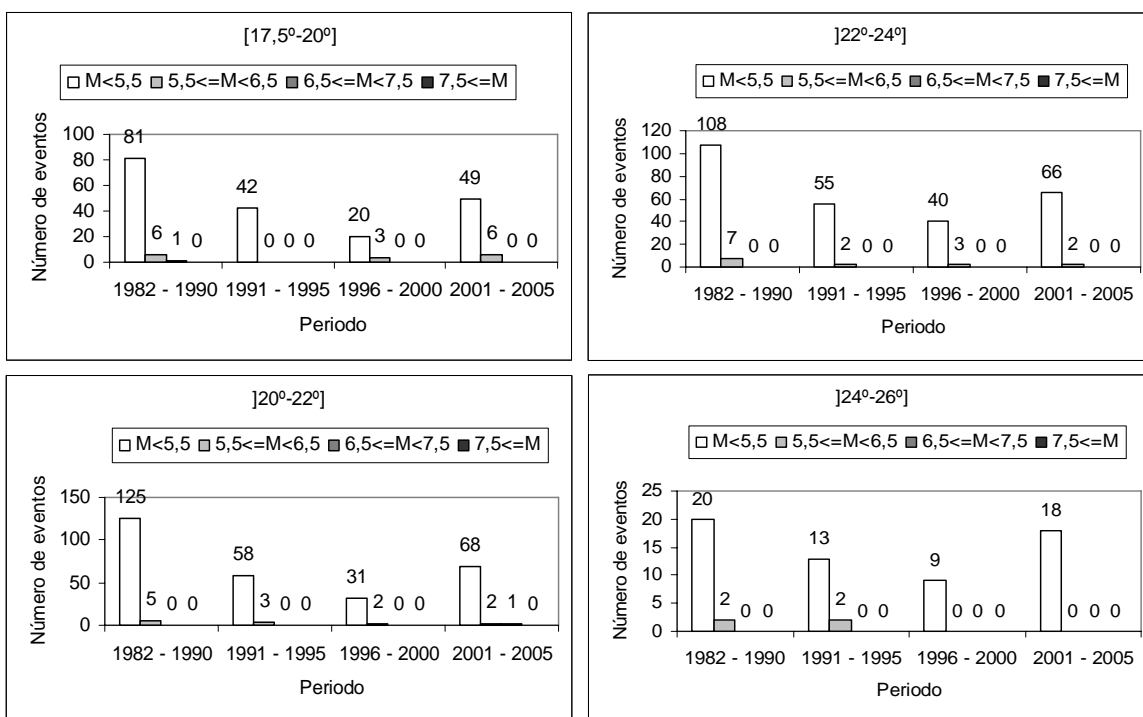 [17,5º-20º]
M<5,5 5,5<=M<6,5 6,5<=M<7,5 7,5<=M
Número de eventos
100
80
60
40
20
0
81 6 1 0
42 0 0 0
20 3 0 0
49 6 0 0
1982 - 1990 1991 - 1995 1996 - 2000 2001 - 2005
Periodo
]22º-24º]
M<5,5 5,5<=M<6,5 6,5<=M<7,5 7,5<=M
Número de eventos
120
100
80
60
40
20
0
108 7 0 0
55 2 0 0
40 3 0 0
66 2 0 0
1982 - 1990 1991 - 1995 1996 - 2000 2001 - 2005
Periodo
]20º-22º]
M<5,5 5,5<=M<6,5 6,5<=M<7,5 7,5<=M
Número de eventos
150
100
50
0
125 5 0 0
58 3 0 0
31 2 0 0
68 2 1 0
1982 - 1990 1991 - 1995 1996 - 2000 2001 - 2005
Periodo
]24º-26º]
M<5,5 5,5<=M<6,5 6,5<=M<7,5 7,5<=M
Número de eventos
25
20
15
10
5
0
20 2 0 0
13 2 0 0
9 0 0 0
18 0 0 0
1982 - 1990 1991 - 1995 1996 - 2000 2001 - 2005
Periodo